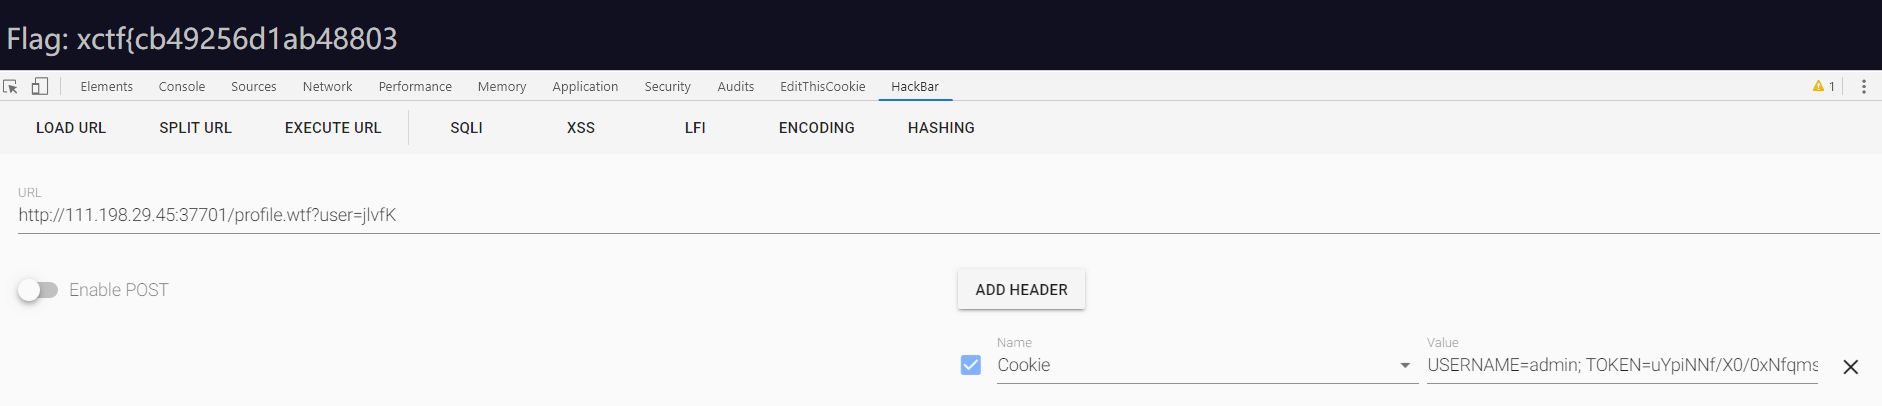 Flag: xctf{cb49256d1ab48803
Elements Console Sources Network Performance Memory Application Security Audits EditThisCookie HackBar 1
LOAD URL SPLIT URL EXECUTE URL SQLI XSS LFI ENCODING HASHING
URL
http://111.198.29.45:37701/profile.wtf?user=jlvfK
Enable POST ADD HEADER
Name Value
Cookie USERNAME=admin; TOKEN=uYpiNNf/X0/0xNfqms